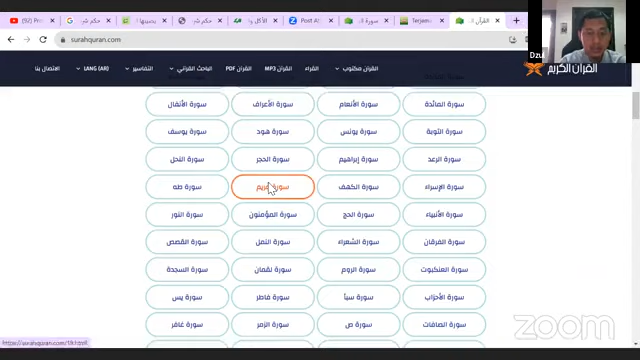 surahquran.com
القرآن الكريم
القرآن مكتوب القراء القرآن MP3 القرآن PDF الباحث القرآني التفاسير LANG (AR) الاتصال بنا
سورة المائدة سورة الأنعام سورة الأعراف سورة الأنفال
سورة التوبة سورة يونس سورة هود سورة يوسف
سورة الرعد سورة إبراهيم سورة الحجر سورة النحل
سورة الإسراء سورة الكهف سورة مريم سورة طه
سورة الأنبياء سورة الحج سورة المؤمنون سورة النور
سورة الفرقان سورة الشعراء سورة النمل سورة القصص
سورة العنكبوت سورة الروم سورة لقمان سورة السجدة
سورة الأحزاب سورة سبأ سورة فاطر سورة يس
سورة الصافات سورة ص سورة الزمر سورة غافر
zoom